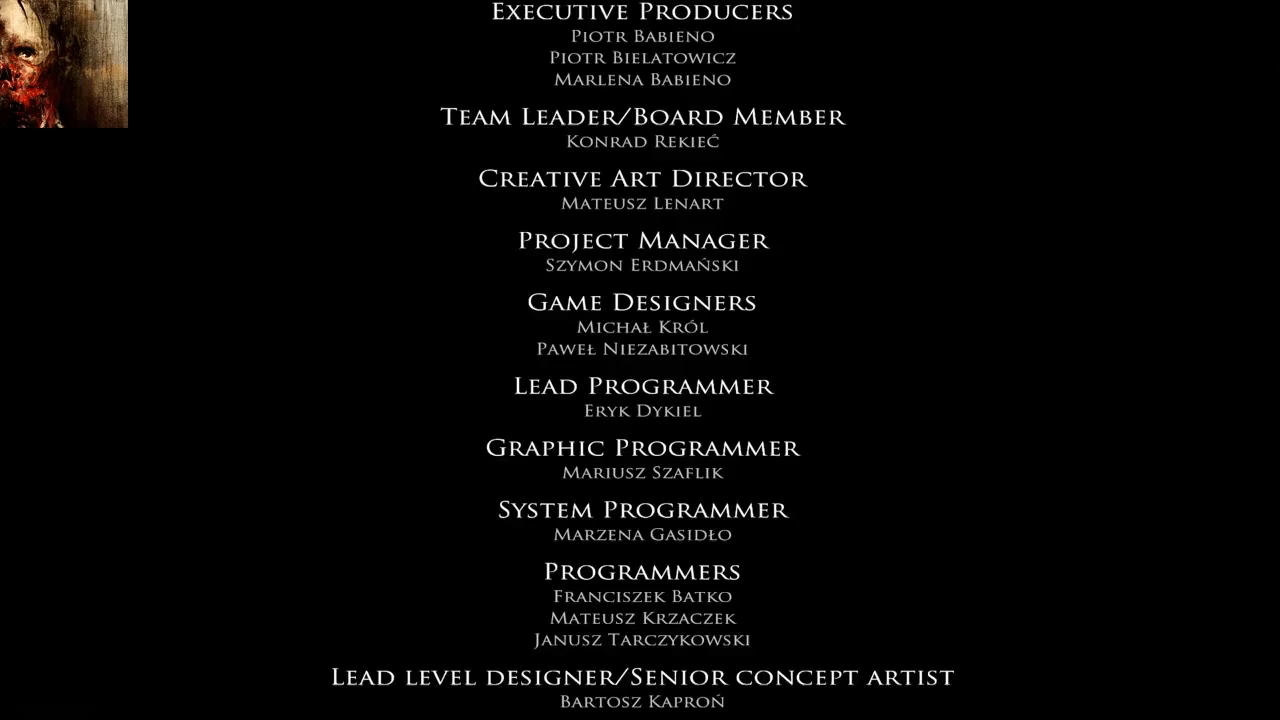 Executive Producers
Piotr Babieno
Piotr Bielatowicz
Marlena Babieno
Team Leader/Board Member
Konrad Rekieć
Creative Art Director
Mateusz Lenart
Project Manager
Szymon Erdmański
Game Designers
Michał Król
Paweł Niezabitowski
Lead Programmer
Eryk Dykiel
Graphic Programmer
Mariusz Szaflik
System Programmer
Marzena Gasidło
Programmers
Franciszek Batko
Mateusz Krzaczek
Janusz Tarczykowski
Lead level designer/Senior concept artist
Bartosz Kaproń